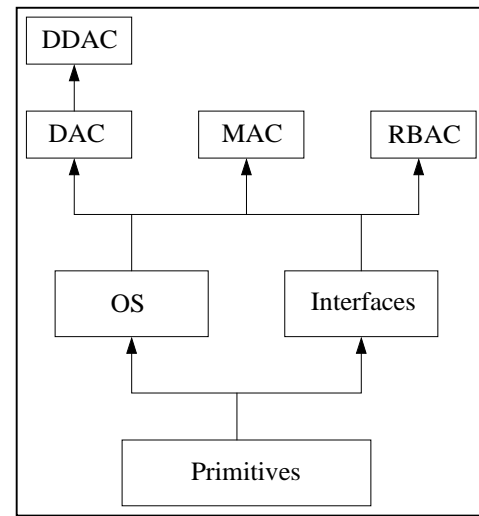 DDAC
DAC
MAC
RBAC
OS
Interfaces
Primitives